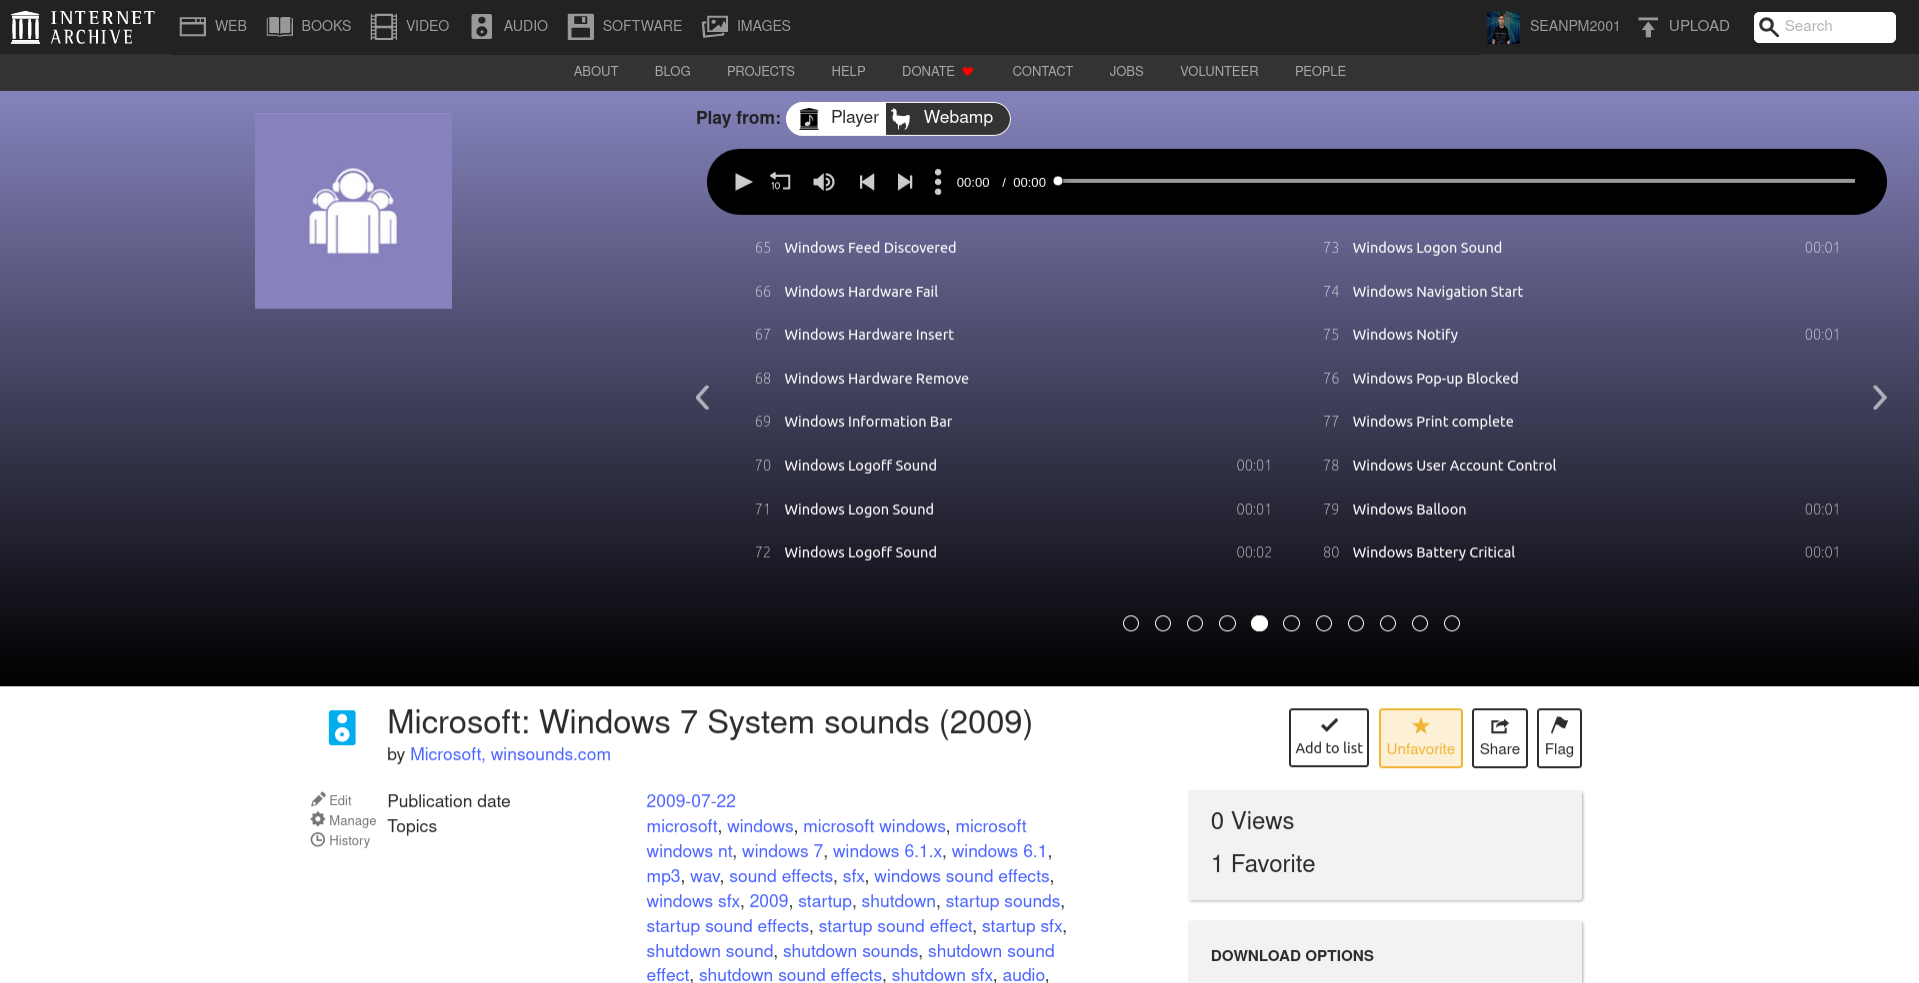 INTERNET ARCHIVE
WEB BOOKS VIDEO AUDIO SOFTWARE IMAGES SEANPM2001 UPLOAD Search
ABOUT BLOG PROJECTS HELP DONATE CONTACT JOBS VOLUNTEER PEOPLE
Play from: Player Webamp
10 00:00 / 00:00
65 Windows Feed Discovered
66 Windows Hardware Fail
67 Windows Hardware Insert
68 Windows Hardware Remove
69 Windows Information Bar
70 Windows Logoff Sound 00:01
71 Windows Logon Sound 00:01
72 Windows Logoff Sound 00:02
73 Windows Logon Sound 00:01
74 Windows Navigation Start
75 Windows Notify 00:01
76 Windows Pop-up Blocked
77 Windows Print complete
78 Windows User Account Control
79 Windows Balloon 00:01
80 Windows Battery Critical 00:01
Microsoft: Windows 7 System sounds (2009)
by Microsoft, winsounds.com
Add to list
Unfavorite
Share
Flag
Edit
Manage
History
Publication date 2009-07-22
Topics microsoft, windows, microsoft windows, microsoft
windows nt, windows 7, windows 6.1.x, windows 6.1,
mp3, wav, sound effects, sfx, windows sound effects,
windows sfx, 2009, startup, shutdown, startup sounds,
startup sound effects, startup sound effect, startup sfx,
shutdown sound, shutdown sounds, shutdown sound
effect, shutdown sound effects, shutdown sfx, audio,
0 Views
1 Favorite
DOWNLOAD OPTIONS